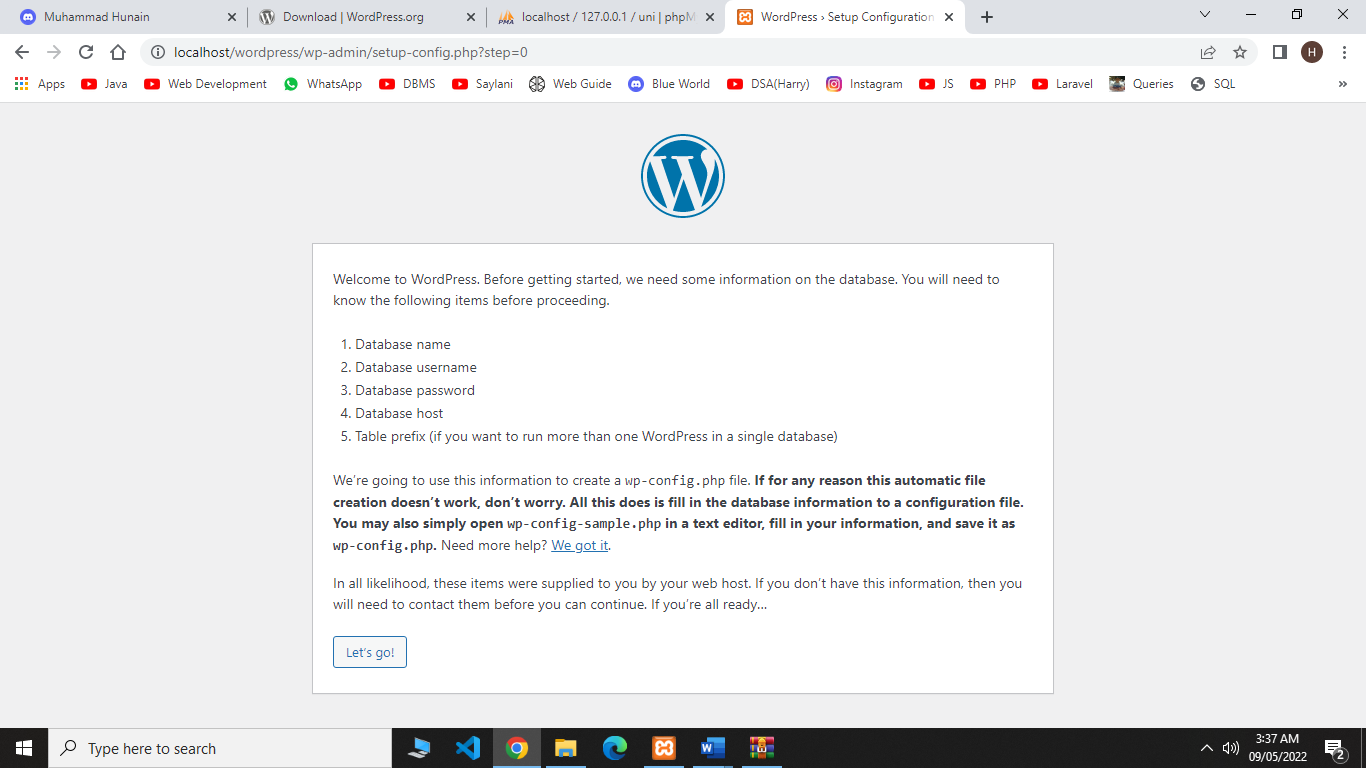 Muhammad Hunain
Download | WordPress.org
localhost / 127.0.0.1 / uni | phpM
WordPress › Setup Configuration
localhost/wordpress/wp-admin/setup-config.php?step=0
H
Apps
Java
Web Development
WhatsApp
DBMS
Saylani
Web Guide
Blue World
DSA(Harry)
Instagram
JS
PHP
Laravel
Queries
SQL
»
W
Welcome to WordPress. Before getting started, we need some information on the database. You will need to
know the following items before proceeding.
1. Database name
2. Database username
3. Database password
4. Database host
5. Table prefix (if you want to run more than one WordPress in a single database)
We’re going to use this information to create a wp-config.php file. If for any reason this automatic file
creation doesn’t work, don’t worry. All this does is fill in the database information to a configuration file.
You may also simply open wp-config-sample.php in a text editor, fill in your information, and save it as
wp-config.php. Need more help? We got it.
In all likelihood, these items were supplied to you by your web host. If you don’t have this information, then you
will need to contact them before you can continue. If you’re all ready…
Let’s go!
Type here to search
3:37 AM
09/05/2022
2